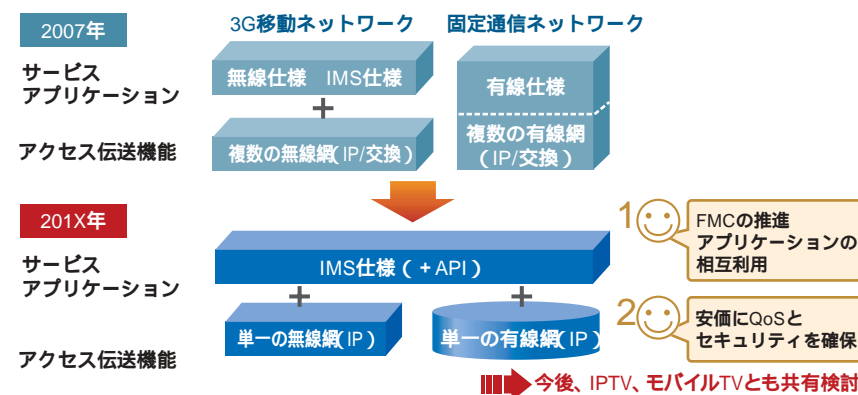 2007年
3G移動ネットワーク
固定通信ネットワーク
サービス
アプリケーション
無線仕様 IMS仕様
有線仕様
+
アクセス伝送機能
複数の無線網(IP/交換)
複数の有線網
(IP/交換)
201X年
1
FMCの推進
アプリケーションの
相互利用
サービス
アプリケーション
IMS仕様(+API)
+
+
2
安価にQoSと
セキュリティを確保
アクセス伝送機能
単一の無線網(IP)
単一の有線網(IP)
今後、IPTV、モバイルTVとも共有検討